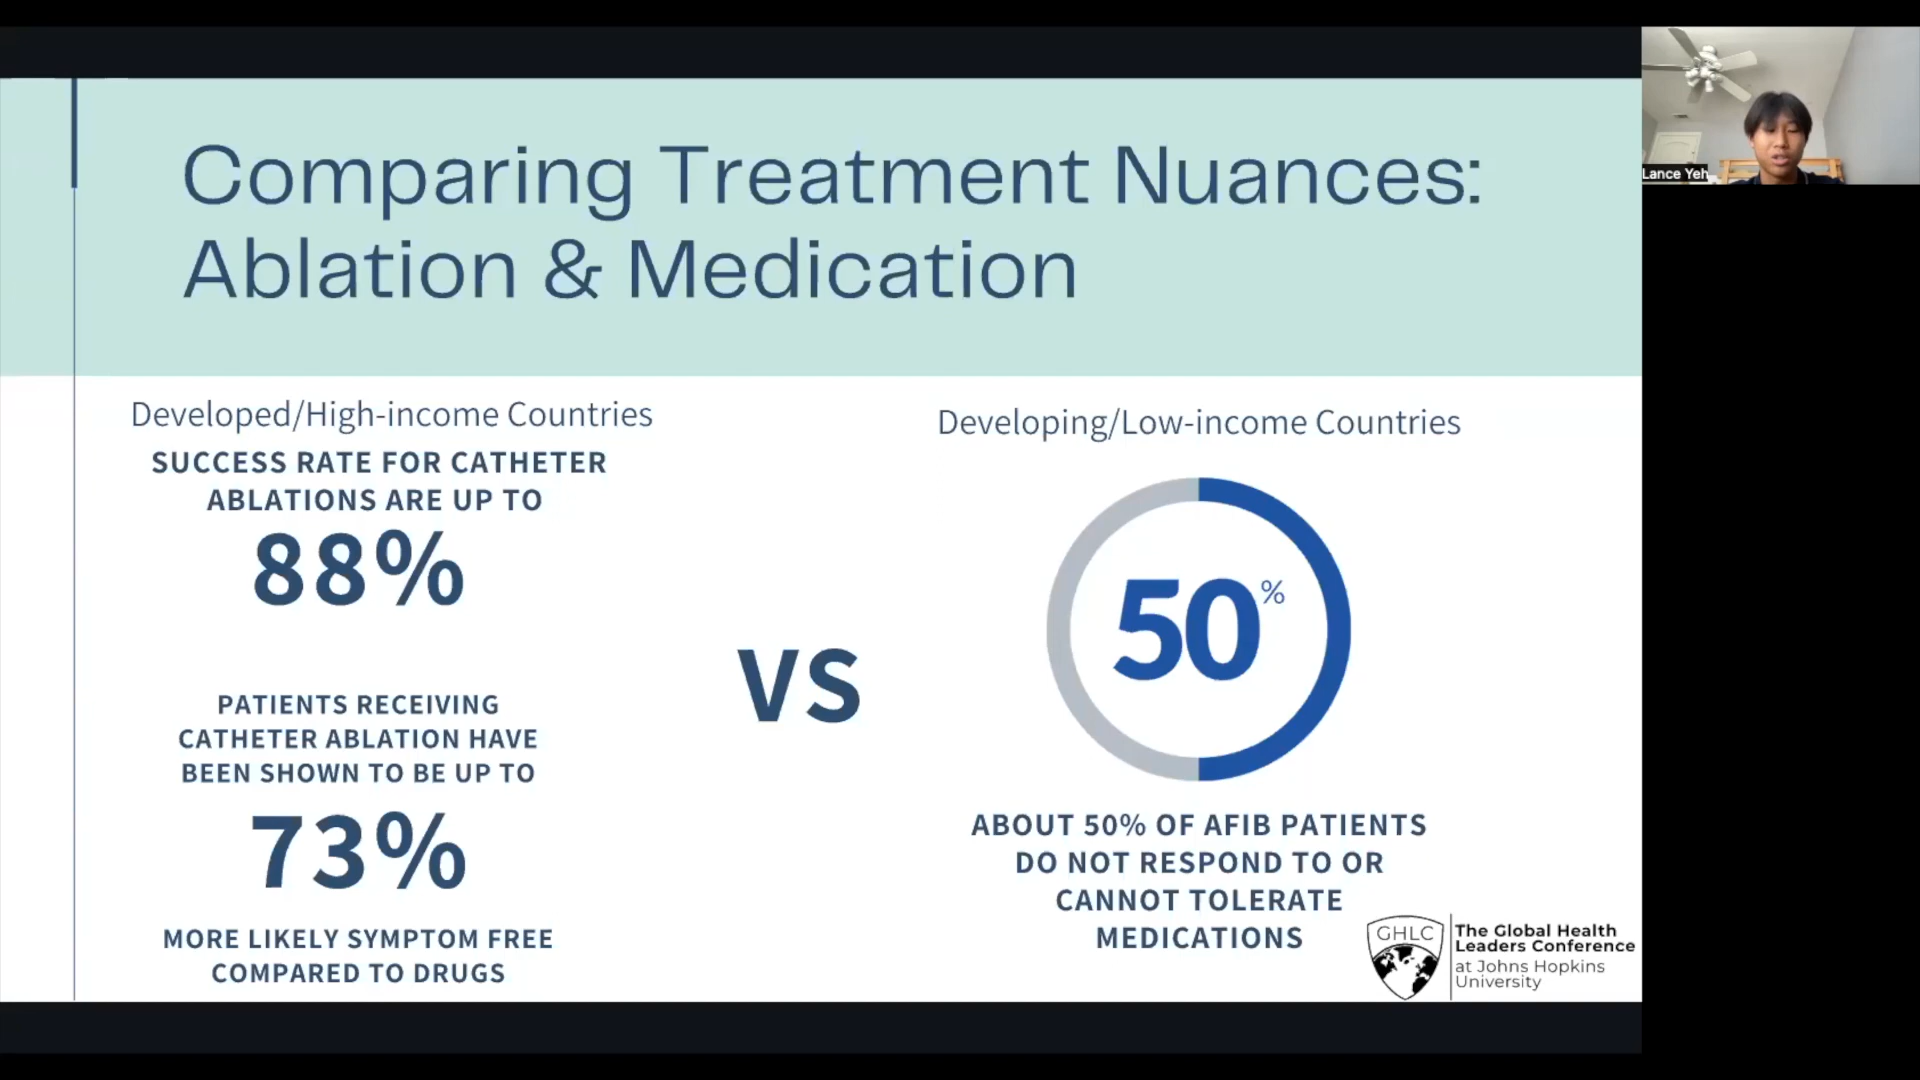 Comparing Treatment Nuances:
Ablation & Medication
Developed/High-income Countries
SUCCESS RATE FOR CATHETER
ABLATIONS ARE UP TO
88%
PATIENTS RECEIVING
CATHETER ABLATION HAVE
BEEN SHOWN TO BE UP TO
73%
MORE LIKELY SYMPTOM FREE
COMPARED TO DRUGS
VS
Developing/Low-income Countries
50%
ABOUT 50% OF AFIB PATIENTS
DO NOT RESPOND TO OR
CANNOT TOLERATE
MEDICATIONS
GHLC
The Global Health
Leaders Conference
at Johns Hopkins
University
Lance Yeh